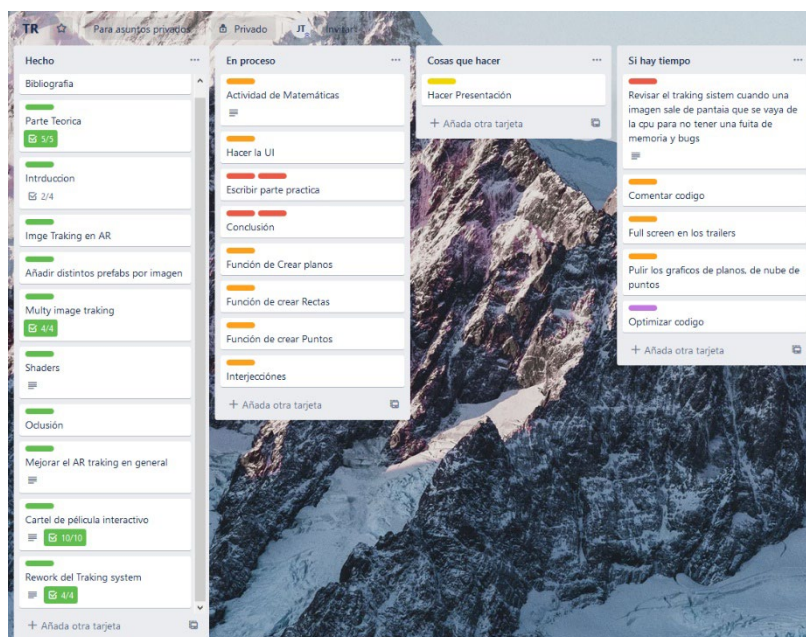 TR Para asuntos privados Privado JT Invitar
Hecho
Bibliografia
Parte Teorica
5/5
Intrduccion
2/4
Imge Traking en AR
Añadir distintos prefabs por imagen
Multy image traking
4/4
Shaders
Oclusión
Mejorar el AR traking en general
Cartel de pélicula interactivo
10/10
Rework del Traking system
4/4
+ Añada otra tarjeta
En proceso
Actividad de Matemáticas
Hacer la UI
Escribir parte practica
Conclusión
Función de Crear planos
Función de crear Rectas
Función de crear Puntos
Interjecciónes
+ Añada otra tarjeta
Cosas que hacer
Hacer Presentación
+ Añada otra tarjeta
Si hay tiempo
Revisar el traking sistem cuando una
imagen sale de pantaia que se vaya de
la cpu para no tener una fuita de
memoria y bugs
Comentar codigo
Full screen en los trailers
Pulir los graficos de planos, de nube de
puntos
Optimizar codigo
+ Añada otra tarjeta